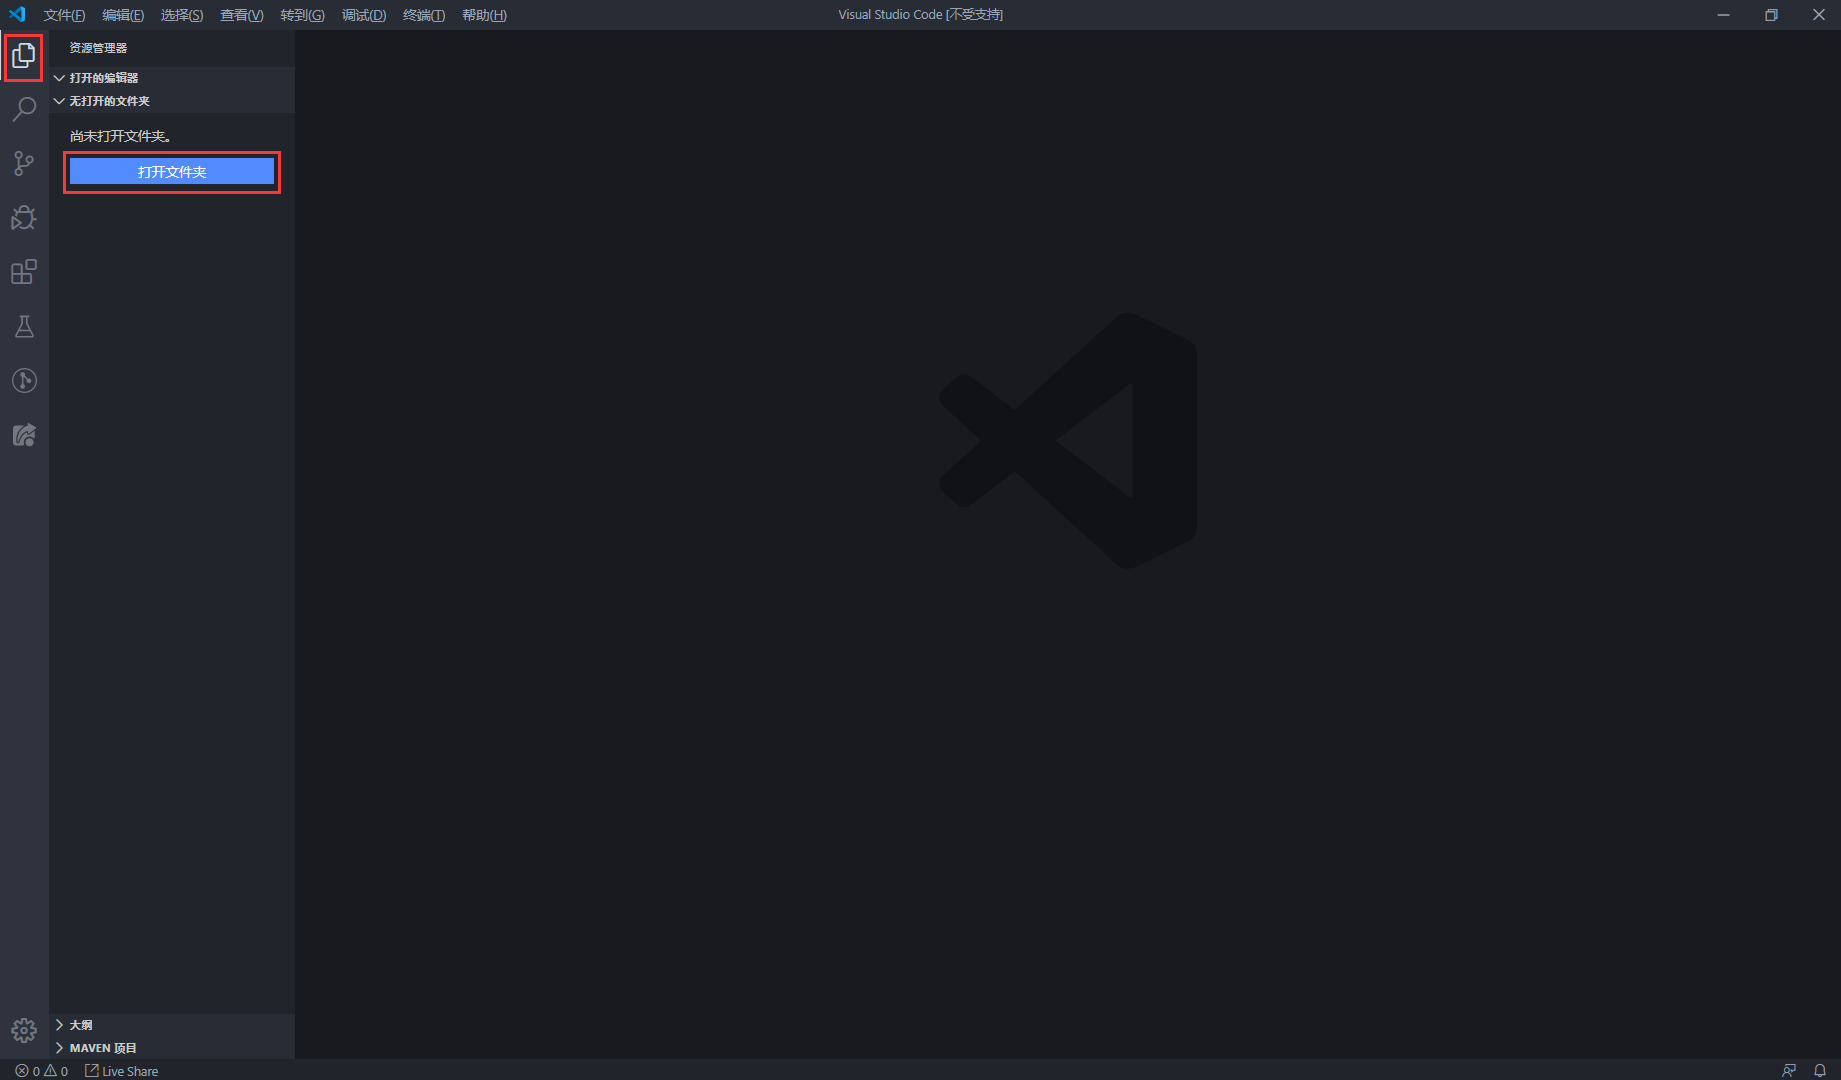 文件(F) 编辑(E) 选择(S) 查看(V) 转到(G) 调试(D) 终端(T) 帮助(H) Visual Studio Code [不受支持]
资源管理器
打开的编辑器
无打开的文件夹
尚未打开文件夹。
打开文件夹
大纲
MAVEN 项目
0 0 Live Share